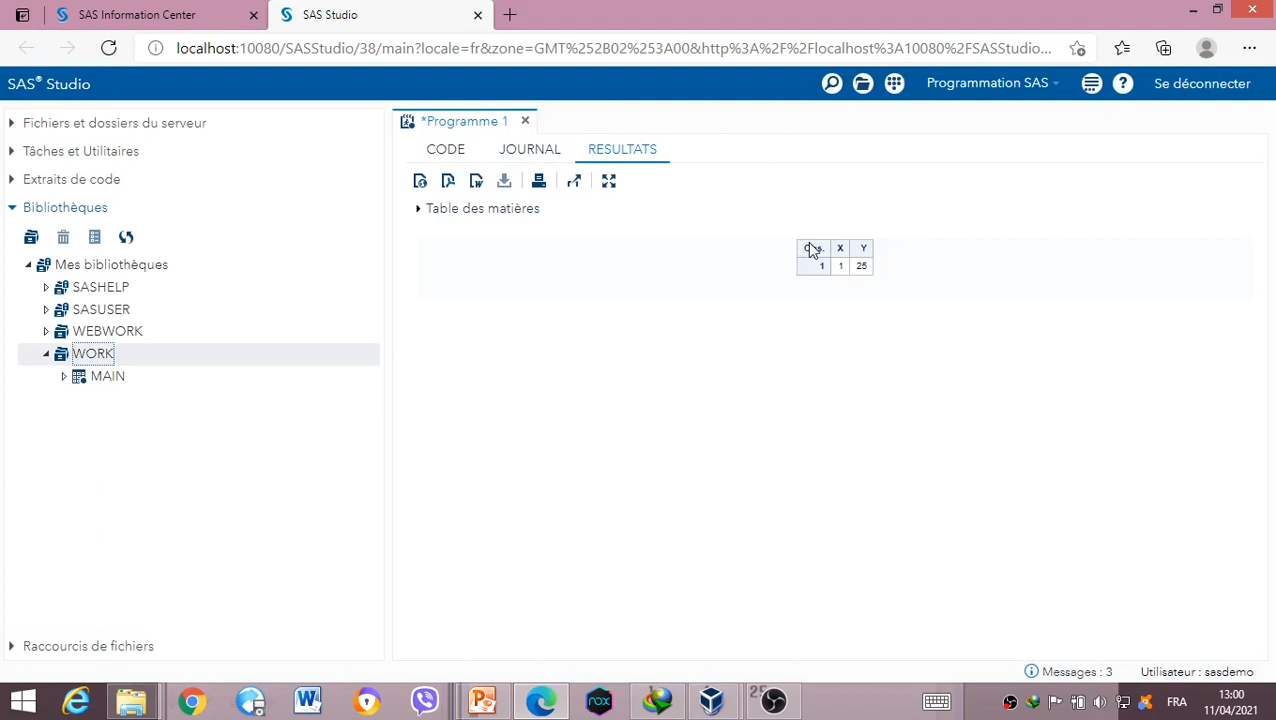 SAS Information Center
SAS Studio
localhost:10080/SASStudio/38/main?locale=fr&zone=GMT%252B02%253A00&http%3A%2F%2Flocalhost%3A10080%2FSASStudio...
SAS® Studio
Programmation SAS
Se déconnecter
Fichiers et dossiers du serveur
Tâches et Utilitaires
Extraits de code
Bibliothèques
Mes bibliothèques
SASHELP
SASUSER
WEBWORK
WORK
MAIN
Raccourcis de fichiers
*Programme 1
CODE JOURNAL RESULTATS
Table des matières
X Y
1 1 25
Messages : 3 Utilisateur : sasdemo
nox
25
FRA
13:00
11/04/2021